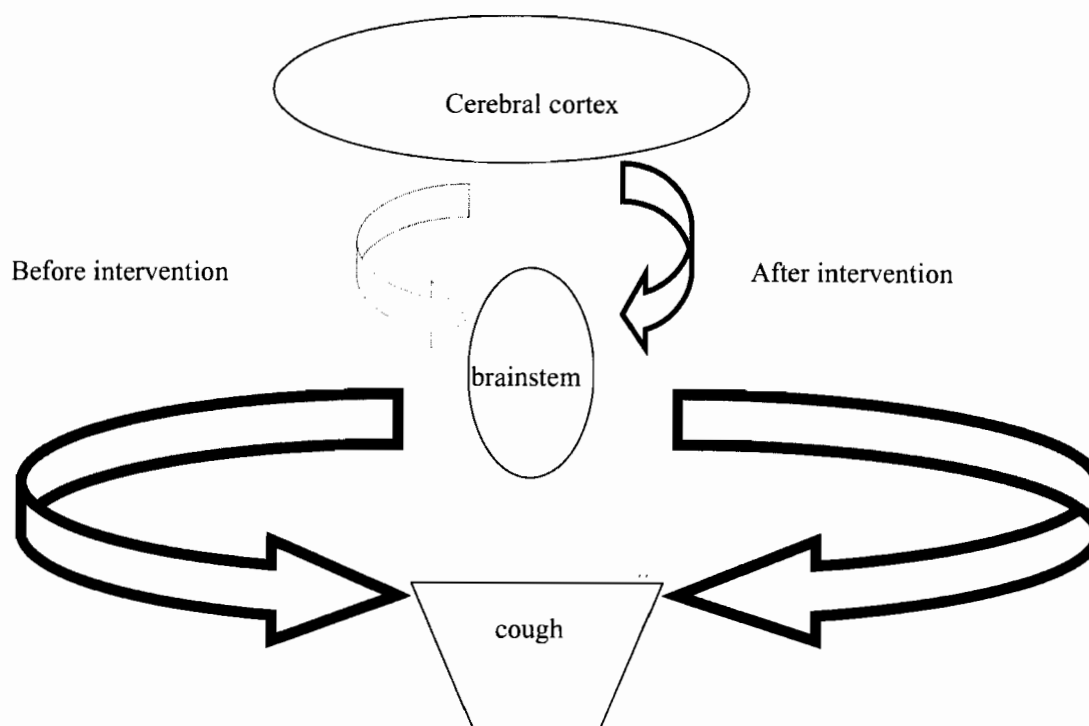 Cerebral cortex
Before intervention
After intervention
brainstem
cough